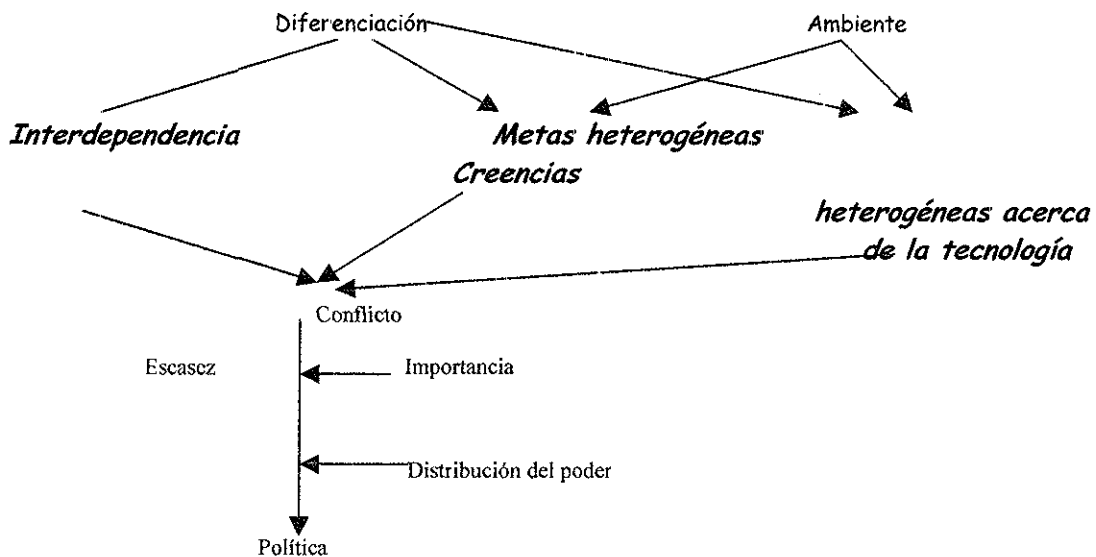 Diferenciación
Ambiente
Interdependencia
Metas heterogéneas
Creencias
heterogéneas acerca
de la tecnología
Conflicto
Escasez
Importancia
Distribución del poder
Política